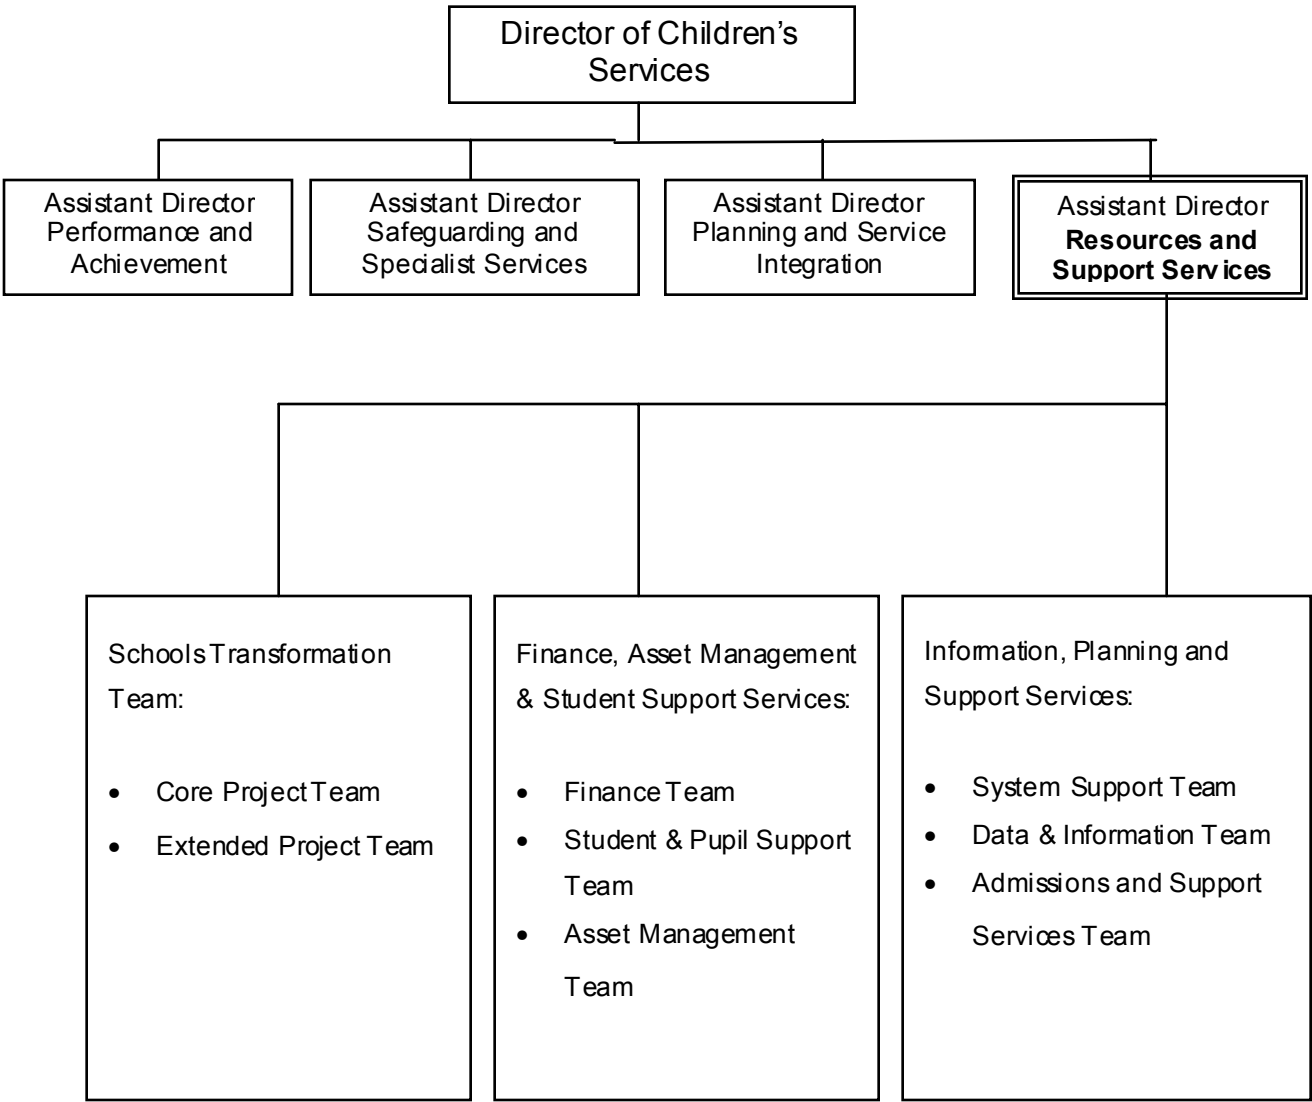 Director of Children’s
Services
Assistant Director
Performance and
Achievement
Assistant Director
Safeguarding and
Specialist Services
Assistant Director
Planning and Service
Integration
Assistant Director
Resources and
Support Services
Schools Transformation
Team:
• Core Project Team
• Extended Project Team
Finance, Asset Management
& Student Support Services:
• Finance Team
• Student & Pupil Support
Team
• Asset Management
Team
Information, Planning and
Support Services:
• System Support Team
• Data & Information Team
• Admissions and Support
Services Team